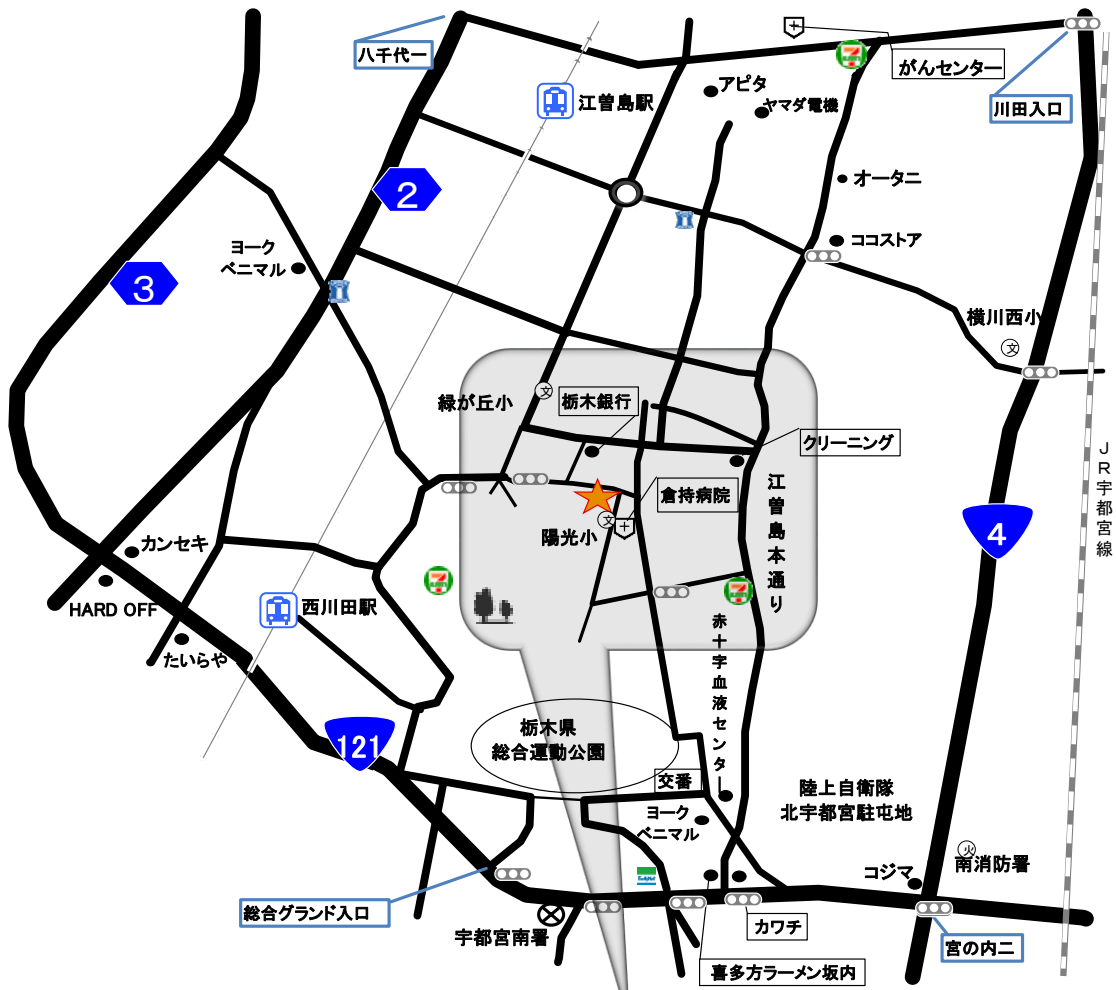 八千代一
がんセンター
川田入口
江曽島駅
アピタ
ヤマダ電機
2
オータニ
ココストア
ヨーク
ベニマル
3
横川西小
文
緑が丘小
文
栃木銀行
クリーニング
倉持病院
陽光小
文
江曽島本通り
4
JR宇都宮線
カンセキ
HARD OFF
西川田駅
たいらや
赤十字血液センター
121
栃木県
総合運動公園
交番
ヨーク
ベニマル
陸上自衛隊
北宇都宮駐屯地
火
南消防署
コジマ
総合グランド入口
宇都宮南署
カワチ
宮の内二
喜多方ラーメン坂内